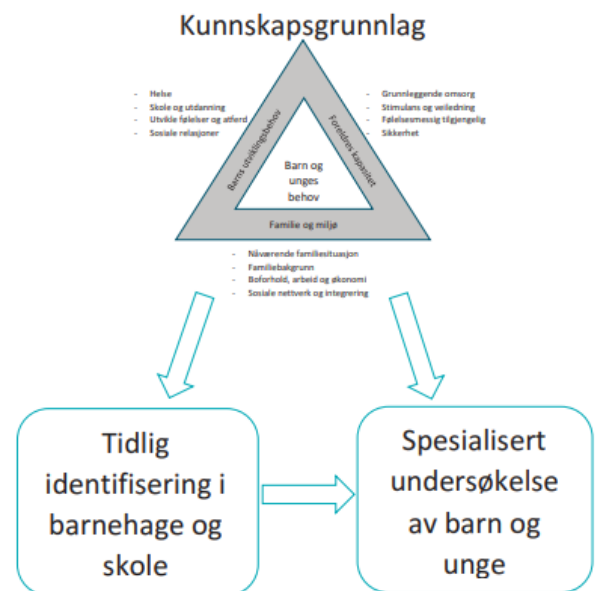 Kunnskapsgrunnlag
- Helse
- Skole og utdanning
- Utvikle følelser og atferd
- Sosiale relasjoner
- Grunnleggende omsorg
- Stimulans og veiledning
- Følelsesmessig tilgjengelig
- Sikkerhet
Barns utviklingsbehov
Foreldres kapasitet
Barn og
unges
behov
Familie og miljø
- Nåværende familiesituasjon
- Familiebakgrunn
- Boforhold, arbeid og økonomi
- Sosiale nettverk og integrering
Tidlig
identifisering i
barnehage og
skole
Spesialisert
undersøkelse
av barn og
unge